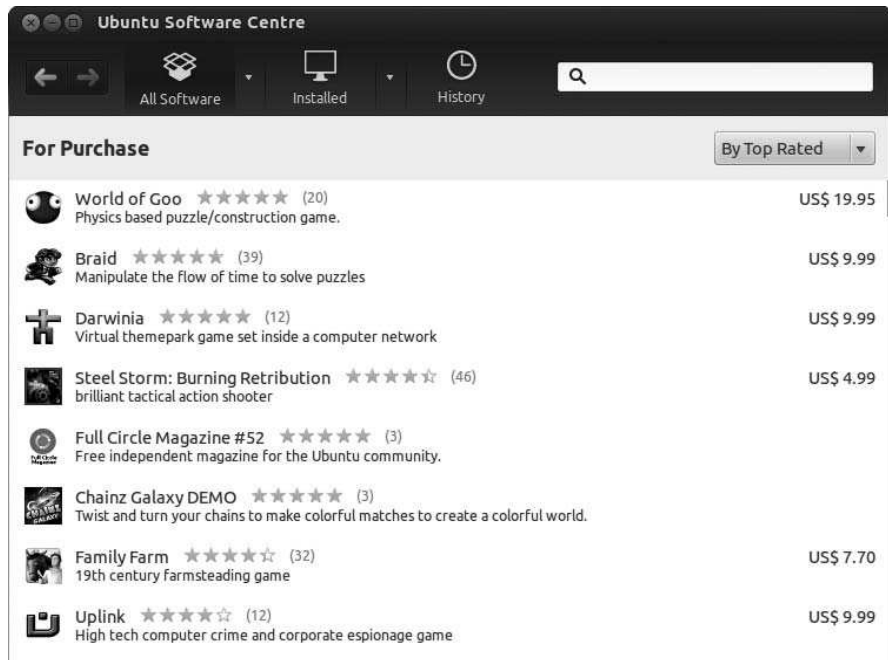 Ubuntu Software Centre
All Software
Installed
History
For Purchase
By Top Rated
World of Goo (20)
US$ 19.95
Physics based puzzle/construction game.
Braid (39)
US$ 9.99
Manipulate the flow of time to solve puzzles
Darwinia (12)
US$ 9.99
Virtual themepark game set inside a computer network
Steel Storm: Burning Retribution (46)
US$ 4.99
brilliant tactical action shooter
Full Circle Magazine #52 (3)
Free independent magazine for the Ubuntu community.
Full Circle
Magazine
Chainz Galaxy DEMO (3)
Twist and turn your chains to make colorful matches to create a colorful world.
CHAINZ
GALAXY
Family Farm (32)
US$ 7.70
19th century farmsteading game
Uplink (12)
US$ 9.99
High tech computer crime and corporate espionage game